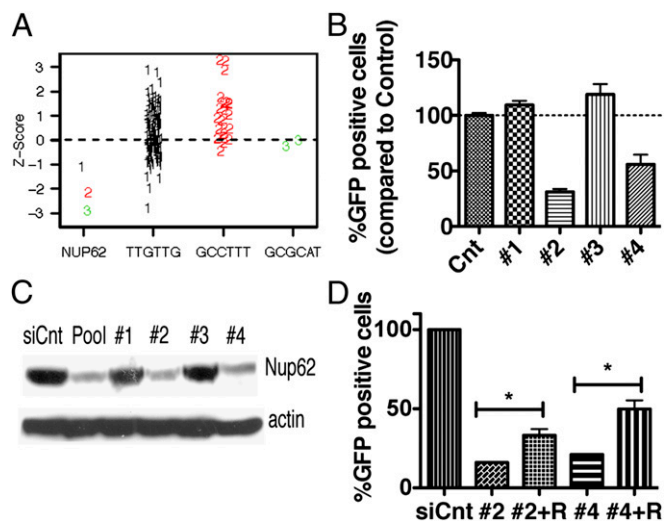 A
Z-Score
3
2
1
0
−1
−2
−3
1
2
3
NUP62 TTGTTG GCCTTT GCGCAT
B
%GFP positive cells
(compared to Control)
150
100
50
0
Cnt #1 #2 #3 #4
C
siCnt Pool #1 #2 #3 #4
Nup62
actin
D
%GFP positive cells
100
50
0
* *
siCnt #2 #2+R #4 #4+R